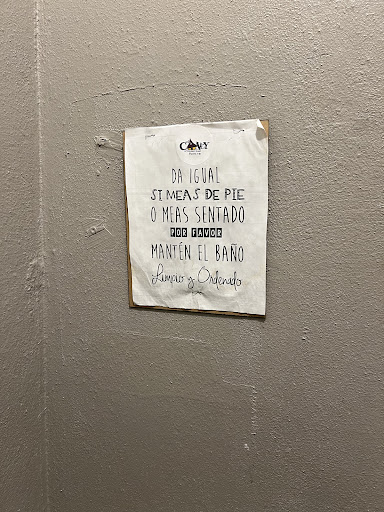 DA IGUAL
SI MEAS DE PIE
O MEAS SENTADO
POR FAVOR
MANTÉN EL BAÑO
Limpio y Ordenado